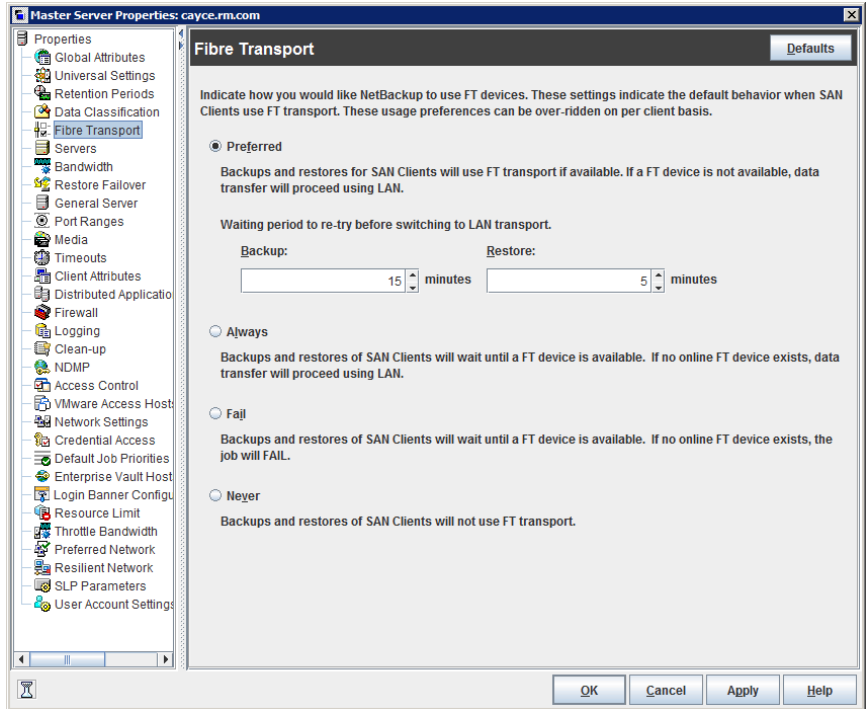 Master Server Properties: cayce.rm.com
Properties
Global Attributes
Universal Settings
Retention Periods
Data Classification
Fibre Transport
Servers
Bandwidth
Restore Failover
General Server
Port Ranges
Media
Timeouts
Client Attributes
Distributed Applicatio
Firewall
Logging
Clean-up
NDMP
Access Control
VMware Access Hosts
Network Settings
Credential Access
Default Job Priorities
Enterprise Vault Host
Login Banner Configu
Resource Limit
Throttle Bandwidth
Preferred Network
Resilient Network
SLP Parameters
User Account Settings
Fibre Transport
Defaults
Indicate how you would like NetBackup to use FT devices. These settings indicate the default behavior when SAN
Clients use FT transport. These usage preferences can be over-ridden on per client basis.
Preferred
Backups and restores for SAN Clients will use FT transport if available. If a FT device is not available, data
transfer will proceed using LAN.
Waiting period to re-try before switching to LAN transport.
Backup: Restore:
15 minutes 5 minutes
Always
Backups and restores of SAN Clients will wait until a FT device is available. If no online FT device exists, data
transfer will proceed using LAN.
Fail
Backups and restores of SAN Clients will wait until a FT device is available. If no online FT device exists, the
job will FAIL.
Never
Backups and restores of SAN Clients will not use FT transport.
OK Cancel Apply Help